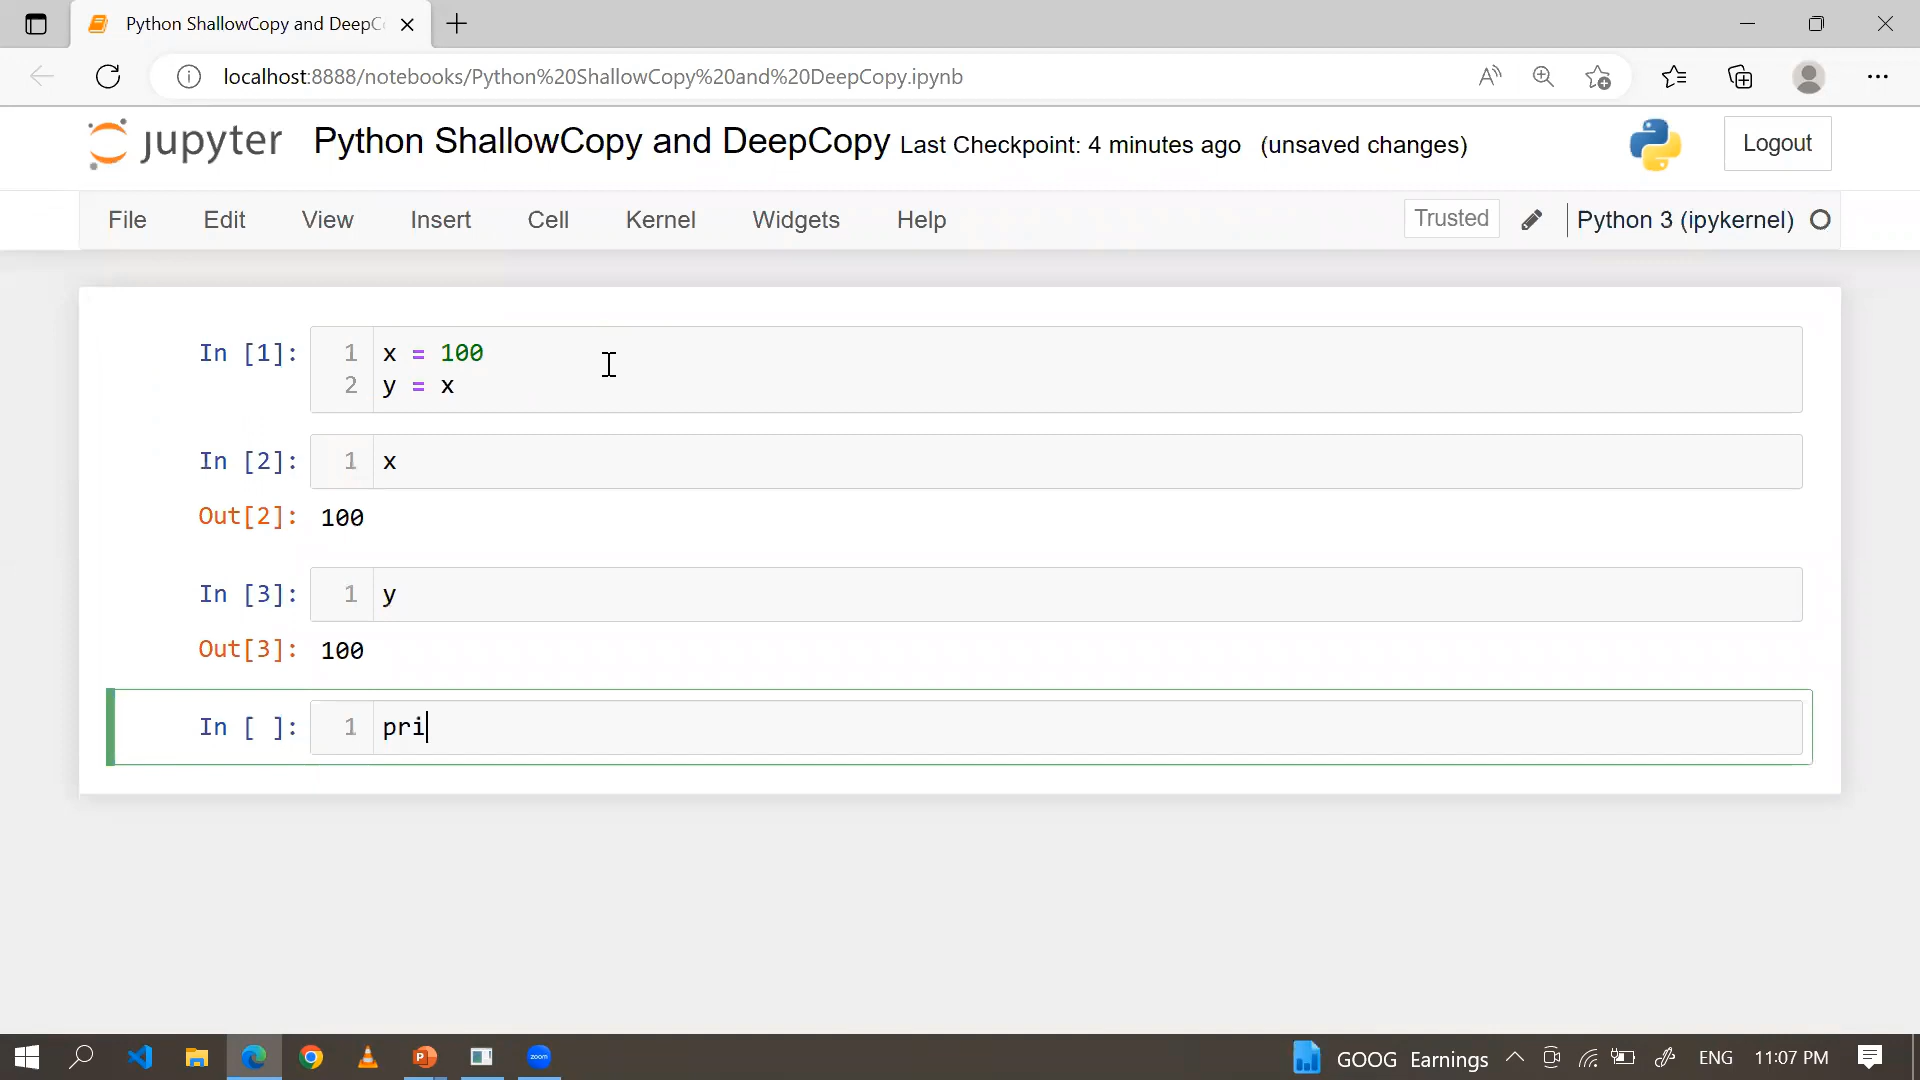 Python ShallowCopy and DeepC
localhost:8888/notebooks/Python%20ShallowCopy%20and%20DeepCopy.ipynb
jupyter Python ShallowCopy and DeepCopy Last Checkpoint: 4 minutes ago (unsaved changes) Logout
File Edit View Insert Cell Kernel Widgets Help Trusted Python 3 (ipykernel)
In [1]: 1 x = 100
2 y = x
In [2]: 1 x
Out[2]: 100
In [3]: 1 y
Out[3]: 100
In [ ]: 1 pri
zoom GOOG Earnings ENG 11:07 PM